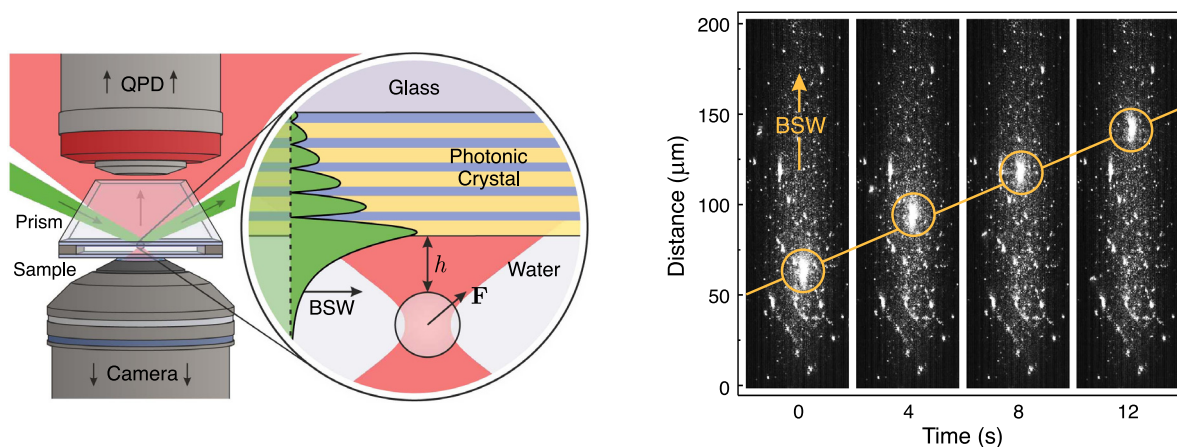 QPD
Prism
Sample
Camera
Glass
Photonic
Crystal
h
Water
F
BSW
Distance (μm)
200
150
100
50
0
BSW
0
4
8
12
Time (s)